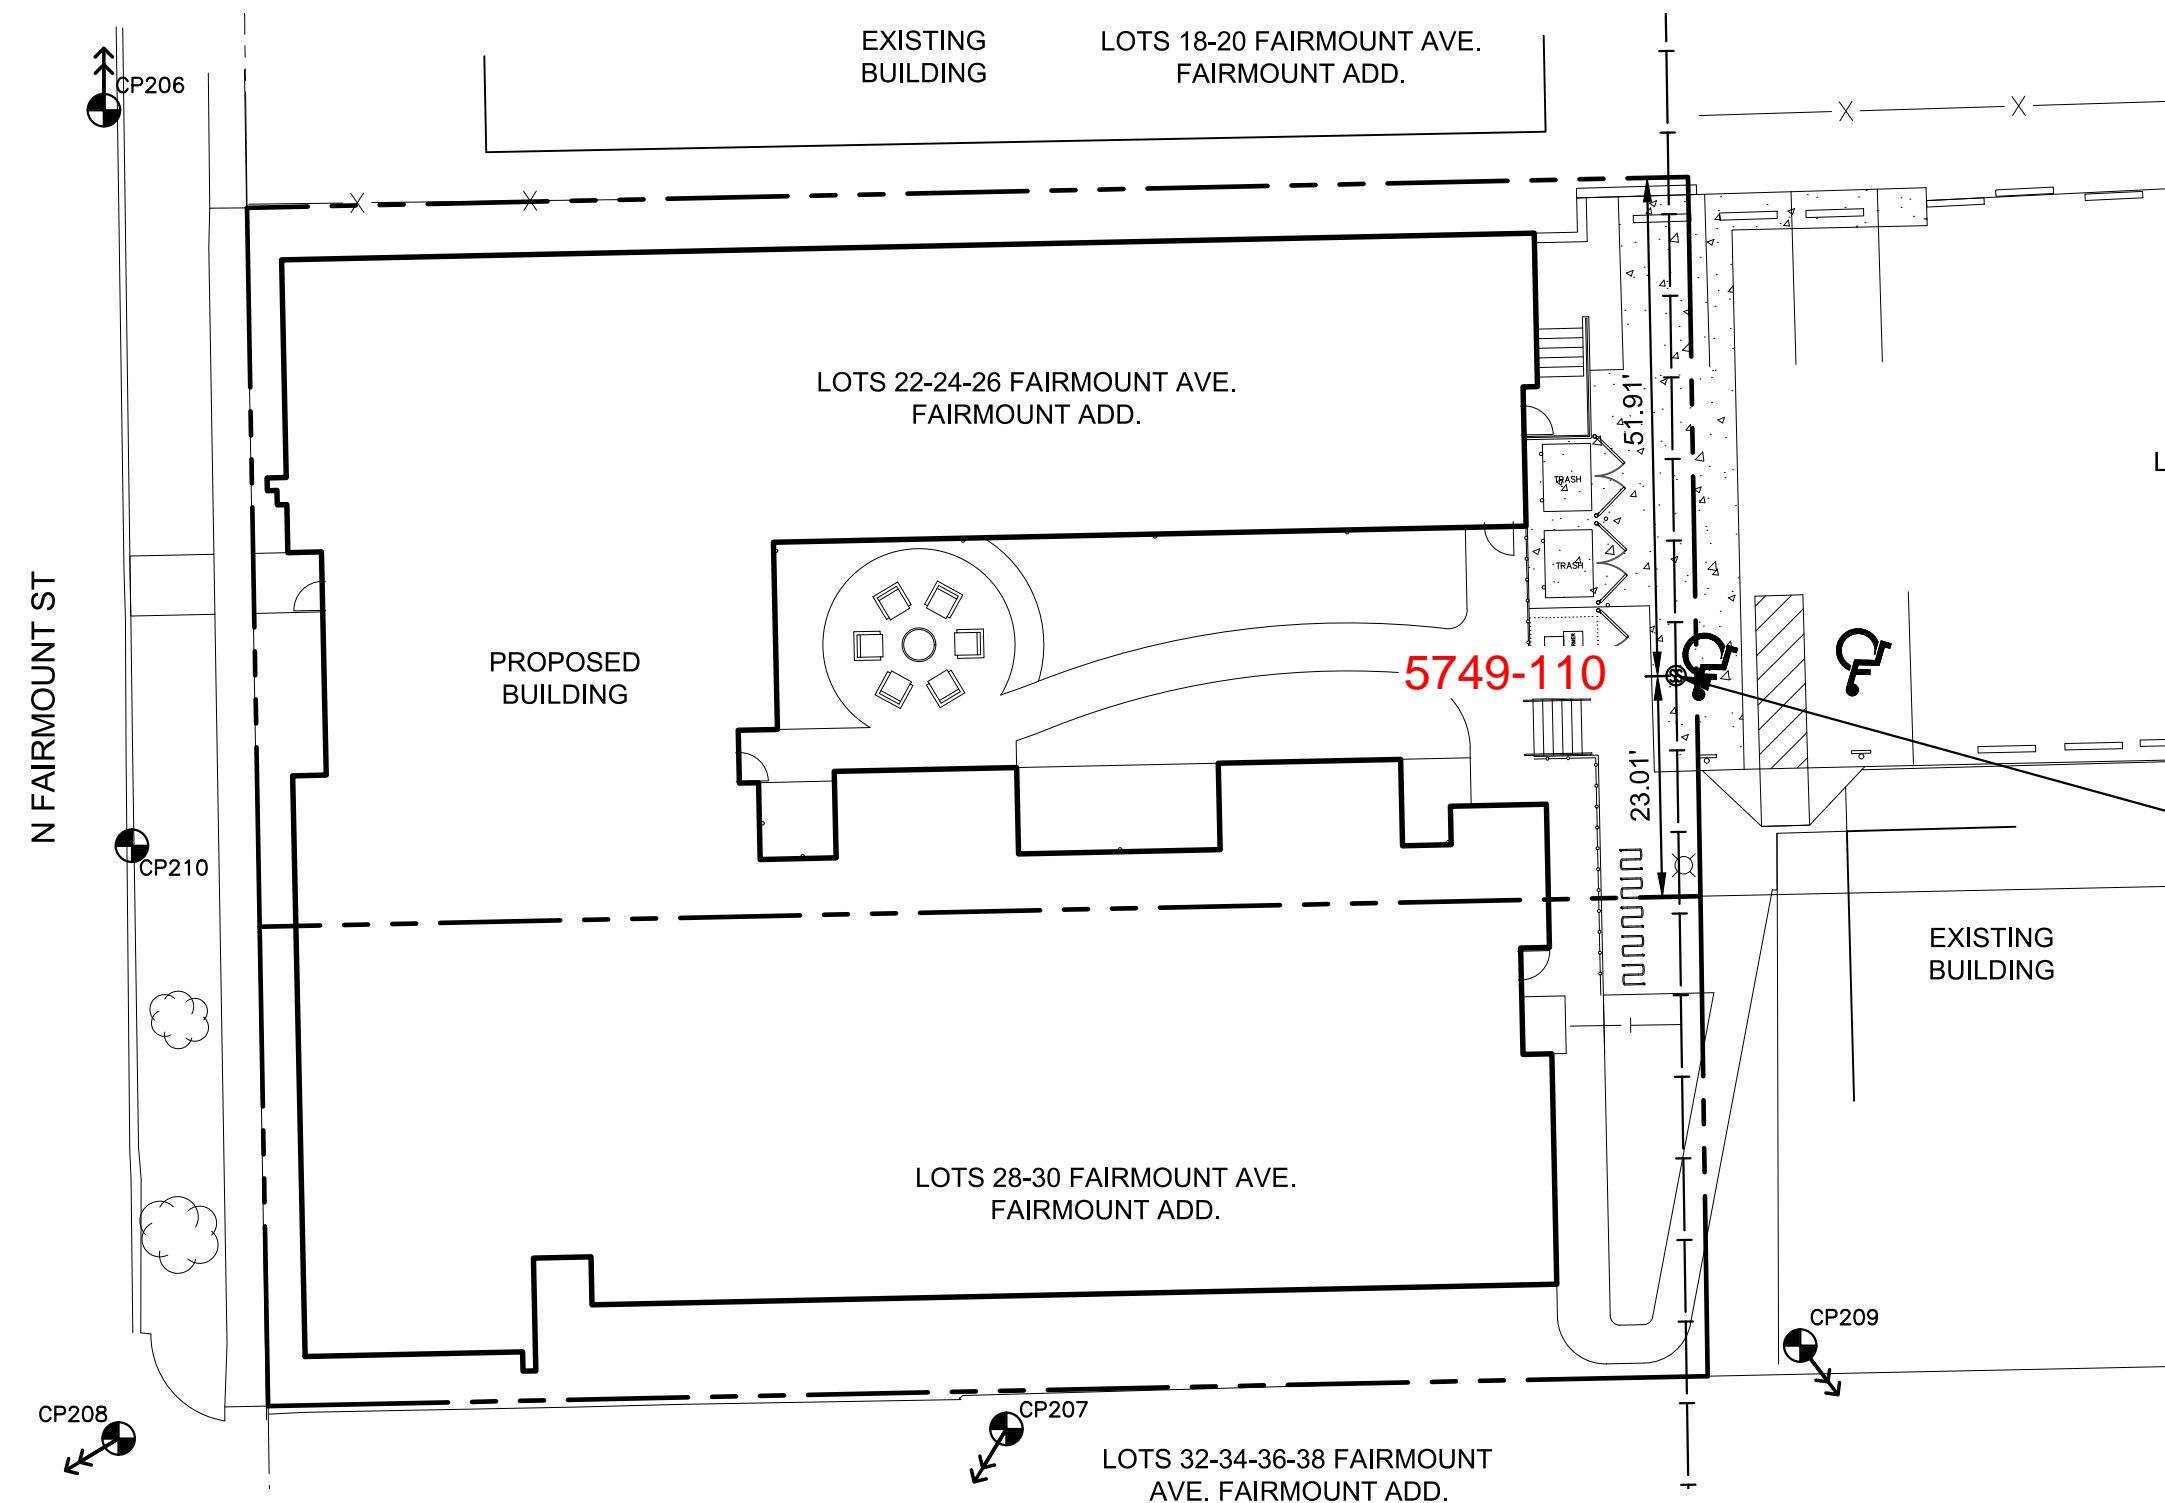 EXISTING
BUILDING
LOTS 18-20 FAIRMOUNT AVE.
FAIRMOUNT ADD.
CP206
LOTS 22-24-26 FAIRMOUNT AVE.
FAIRMOUNT ADD.
51.91'
L
TRASH
TRASH
N FAIRMOUNT ST
PROPOSED
BUILDING
5749-110
23.01'
CP210
EXISTING
BUILDING
LOTS 28-30 FAIRMOUNT AVE.
FAIRMOUNT ADD.
CP209
CP208
CP207
LOTS 32-34-36-38 FAIRMOUNT
AVE. FAIRMOUNT ADD.